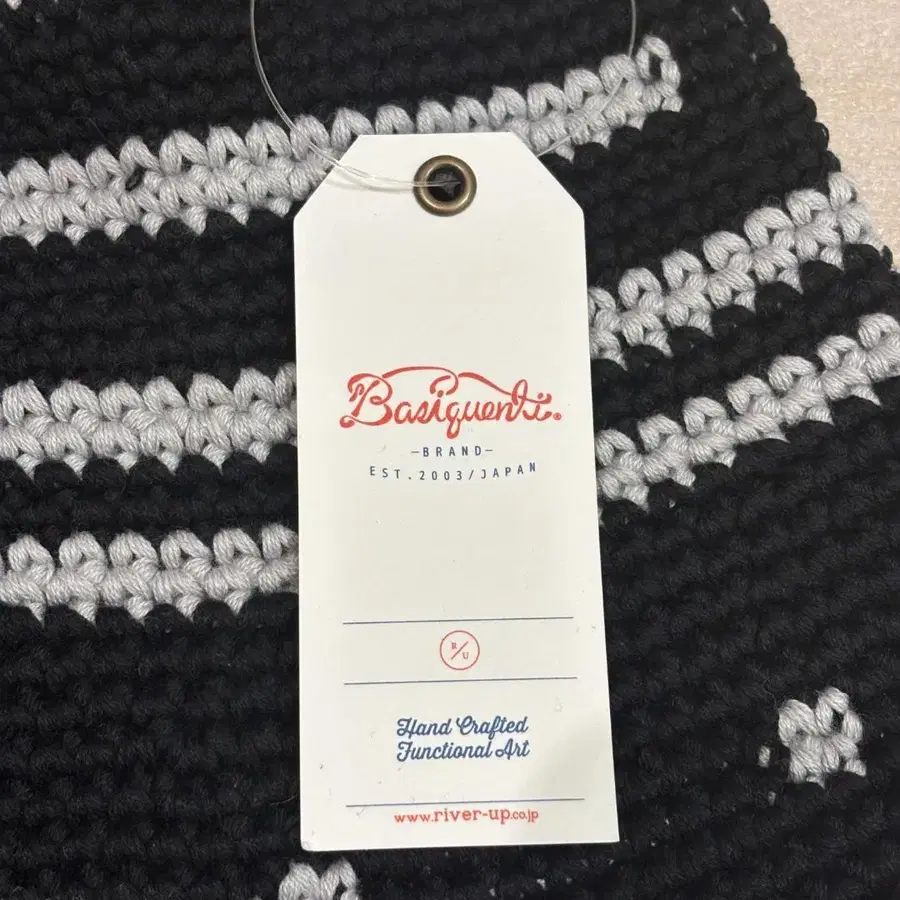 Basiquenti®
-BRAND-
EST.2003/JAPAN
R/U
Hand Crafted
Functional Art
www.river-up.co.jp